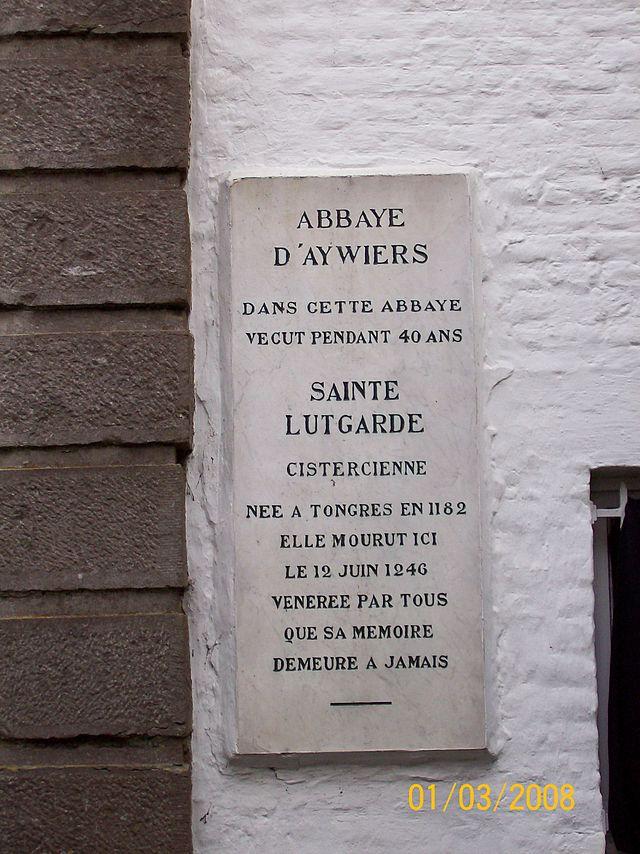 ABBAYE
D'AYWIERS
DANS CETTE ABBAYE
VECUT PENDANT 40 ANS
SAINTE
LUTGARDE
CISTERCIENNE
NEE A TONGRES EN 1182
ELLE MOURUT ICI
LE 12 JUIN 1246
VENEREE PAR TOUS
QUE SA MEMOIRE
DEMEURE A JAMAIS
01/03/2008